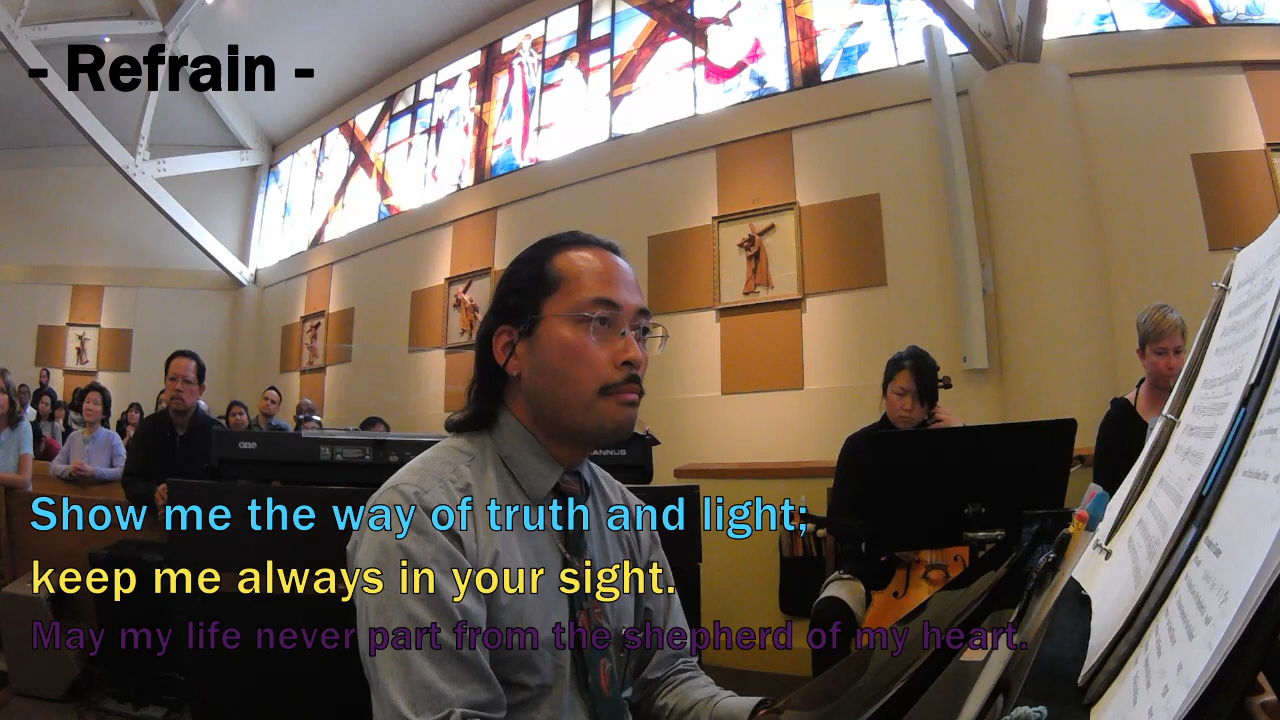 - Refrain -
one
Show me the way of truth and light;
keep me always in your sight.
May my life never part from the shepherd of my heart.